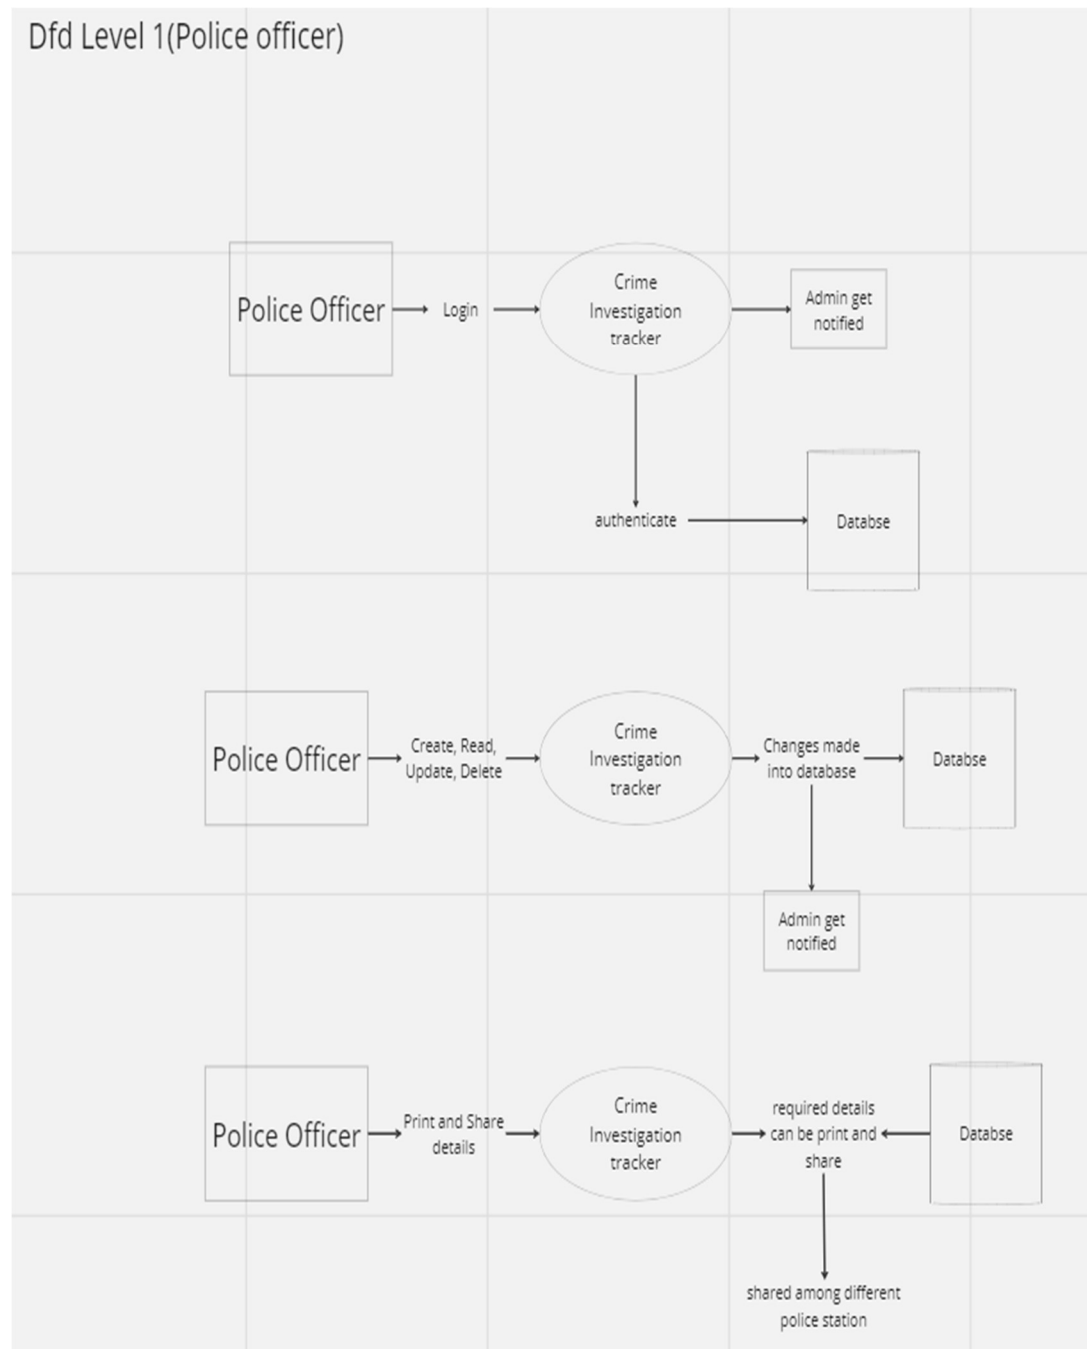 Dfd Level 1(Police officer)
Police Officer
Login
Crime
Investigation
tracker
Admin get
notified
authenticate
Databse
Police Officer
Create, Read,
Update, Delete
Crime
Investigation
tracker
Changes made
into database
Databse
Admin get
notified
Police Officer
Print and Share
details
Crime
Investigation
tracker
required details
can be print and
share
Databse
shared among different
police station